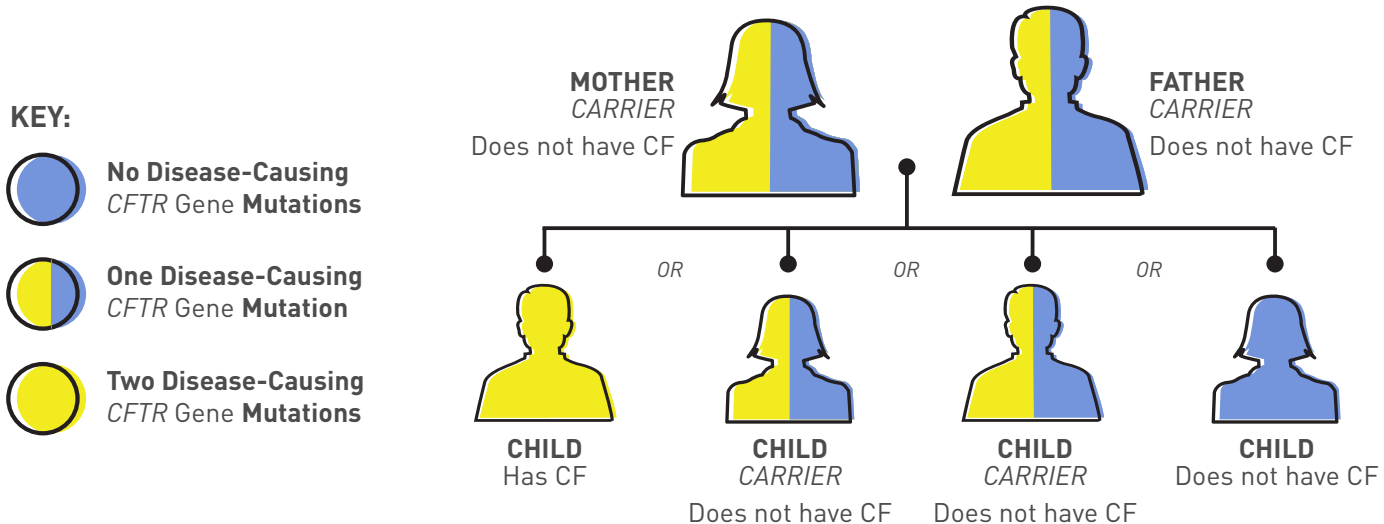 KEY:
No Disease-Causing
CFTR Gene Mutations
One Disease-Causing
CFTR Gene Mutation
Two Disease-Causing
CFTR Gene Mutations
MOTHER
CARRIER
Does not have CF
FATHER
CARRIER
Does not have CF
OR
OR
OR
CHILD
Has CF
CHILD
CARRIER
Does not have CF
CHILD
CARRIER
Does not have CF
CHILD
Does not have CF